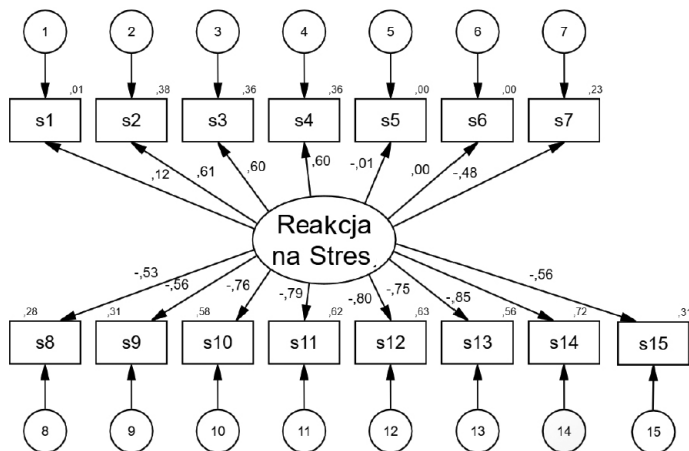 1 2 3 4 5 6 7
,01 ,38 ,36 ,36 ,00 ,00 ,23
s1 s2 s3 s4 s5 s6 s7
,12 ,61 ,60 ,60 -,01 ,00 -,48
Reakcja
na Stres
-,53 -,56 -,76 -,79 -,80 -,75 -,85 -,56
,28 ,31 ,58 ,62 ,63 ,56 ,72 ,31
s8 s9 s10 s11 s12 s13 s14 s15
8 9 10 11 12 13 14 15